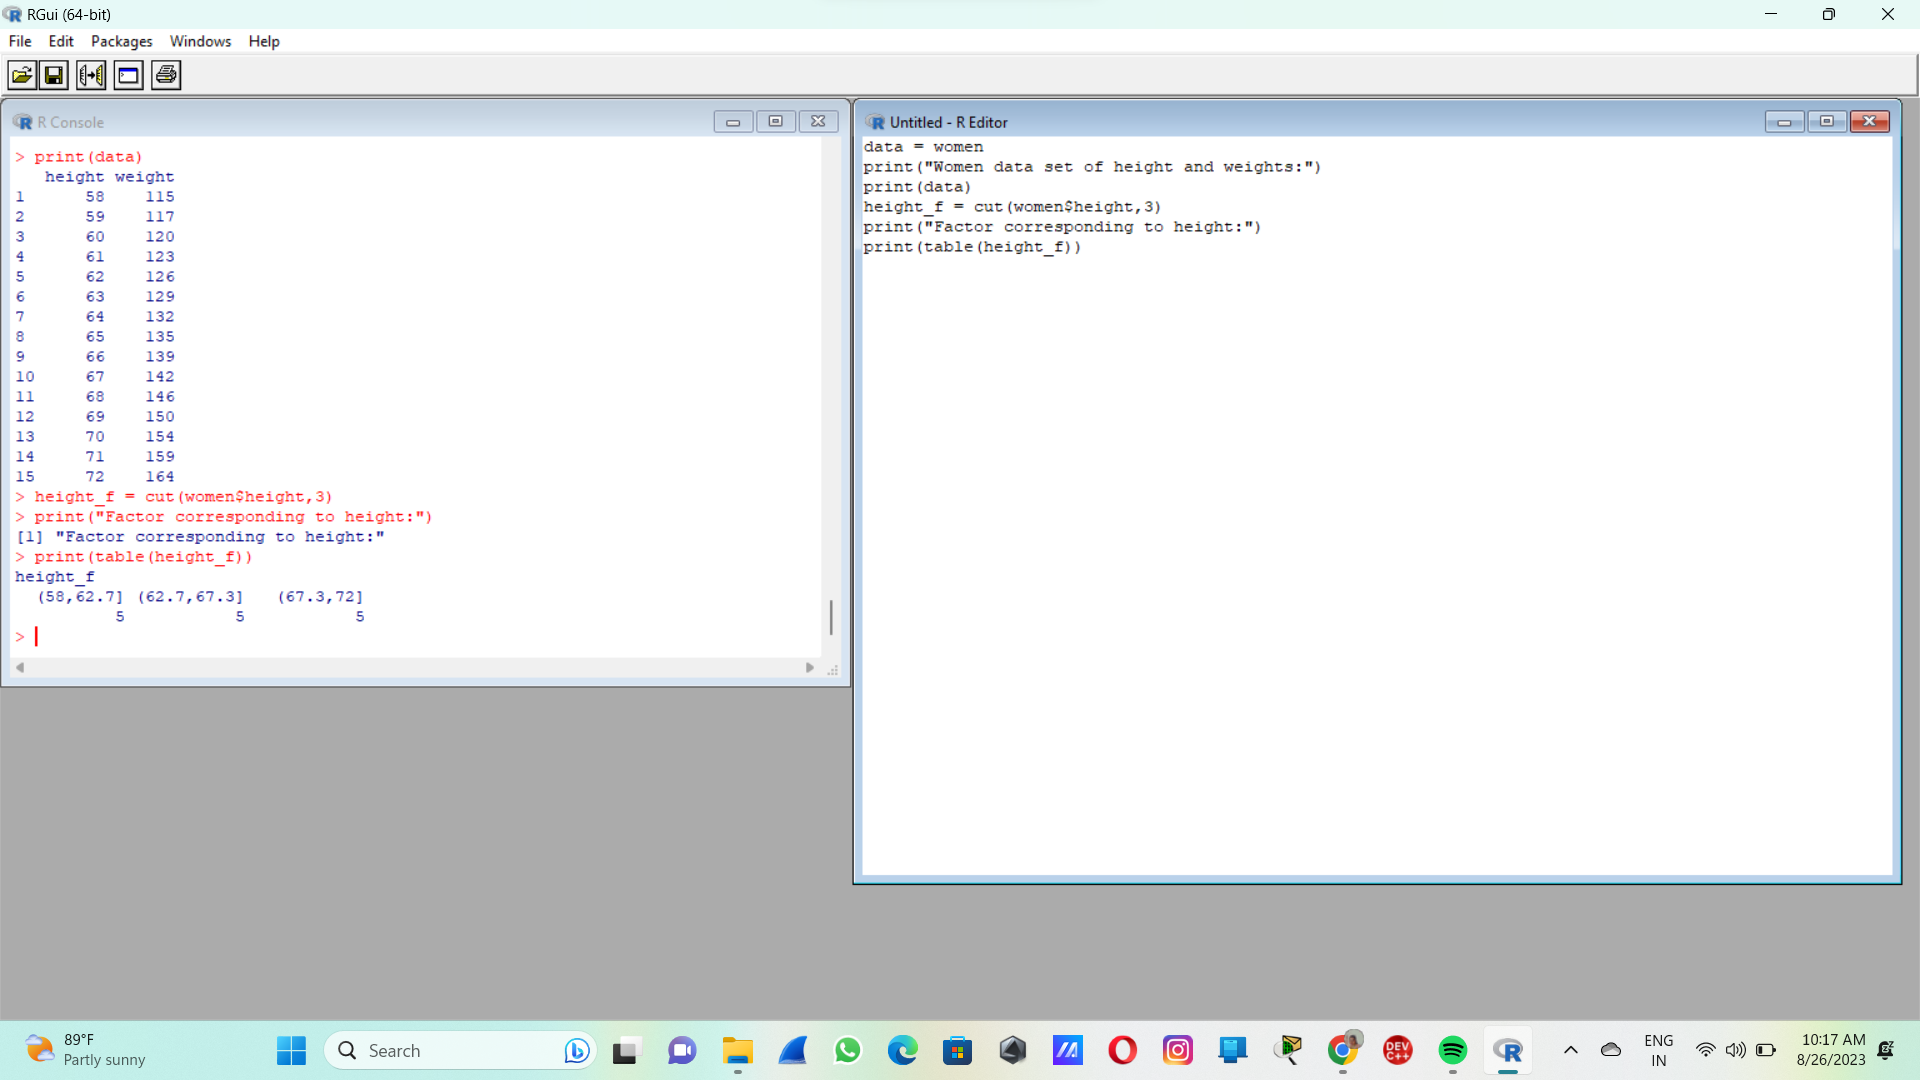 RGui (64-bit)
File Edit Packages Windows Help
R Console
> print(data)
height weight
1 58 115
2 59 117
3 60 120
4 61 123
5 62 126
6 63 129
7 64 132
8 65 135
9 66 139
10 67 142
11 68 146
12 69 150
13 70 154
14 71 159
15 72 164
> height_f = cut(women$height,3)
> print("Factor corresponding to height:")
[1] "Factor corresponding to height:"
> print(table(height_f))
height_f
(58,62.7] (62.7,67.3] (67.3,72]
5 5 5
>
Untitled - R Editor
data = women
print("Women data set of height and weights:")
print(data)
height_f = cut(women$height,3)
print("Factor corresponding to height:")
print(table(height_f))
89°F
Partly sunny
Search
DEV
C++
ENG
IN
10:17 AM
8/26/2023